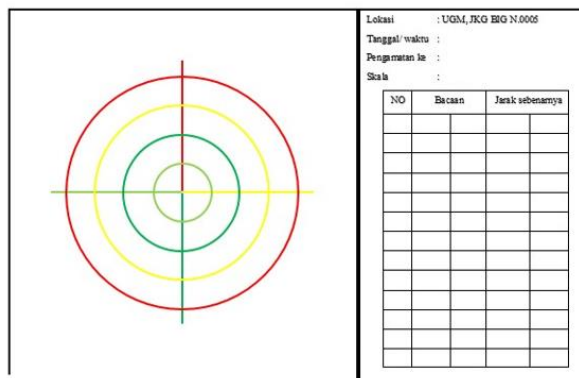 Lokasi : UGM, JKG BIG N.0005
Tanggal/ waktu :
Pengamatan ke :
Skala :
NO Bacaan Jarak sebenarnya